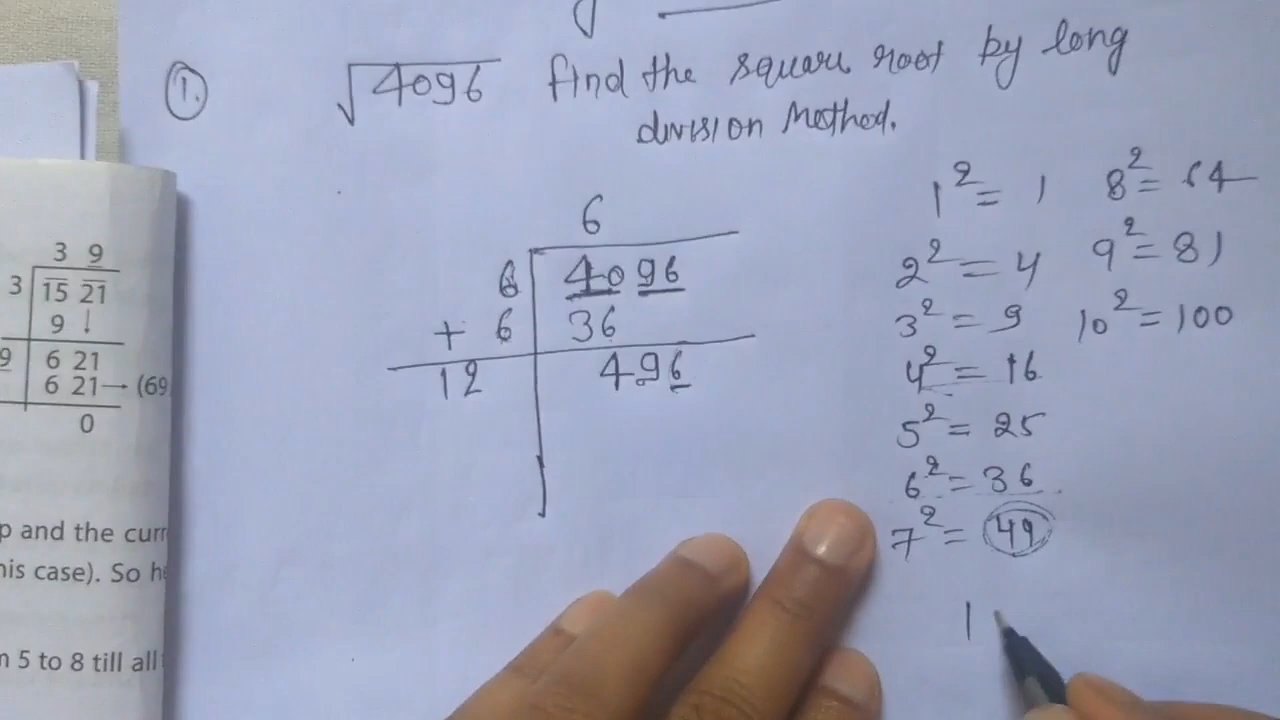 1.
√4096 find the square root by long
division Method.
6
6 4096
+ 6 36
12 496
1² = 1
2² = 4
3² = 9
4² = 16
5² = 25
6² = 36
7² = 49
8² = 64
9² = 81
10² = 100
1
3 9
3 15 21
9 ↓
9 6 21
6 21 → (69
0
p and the curr
his case). So h
5 to 8 till all